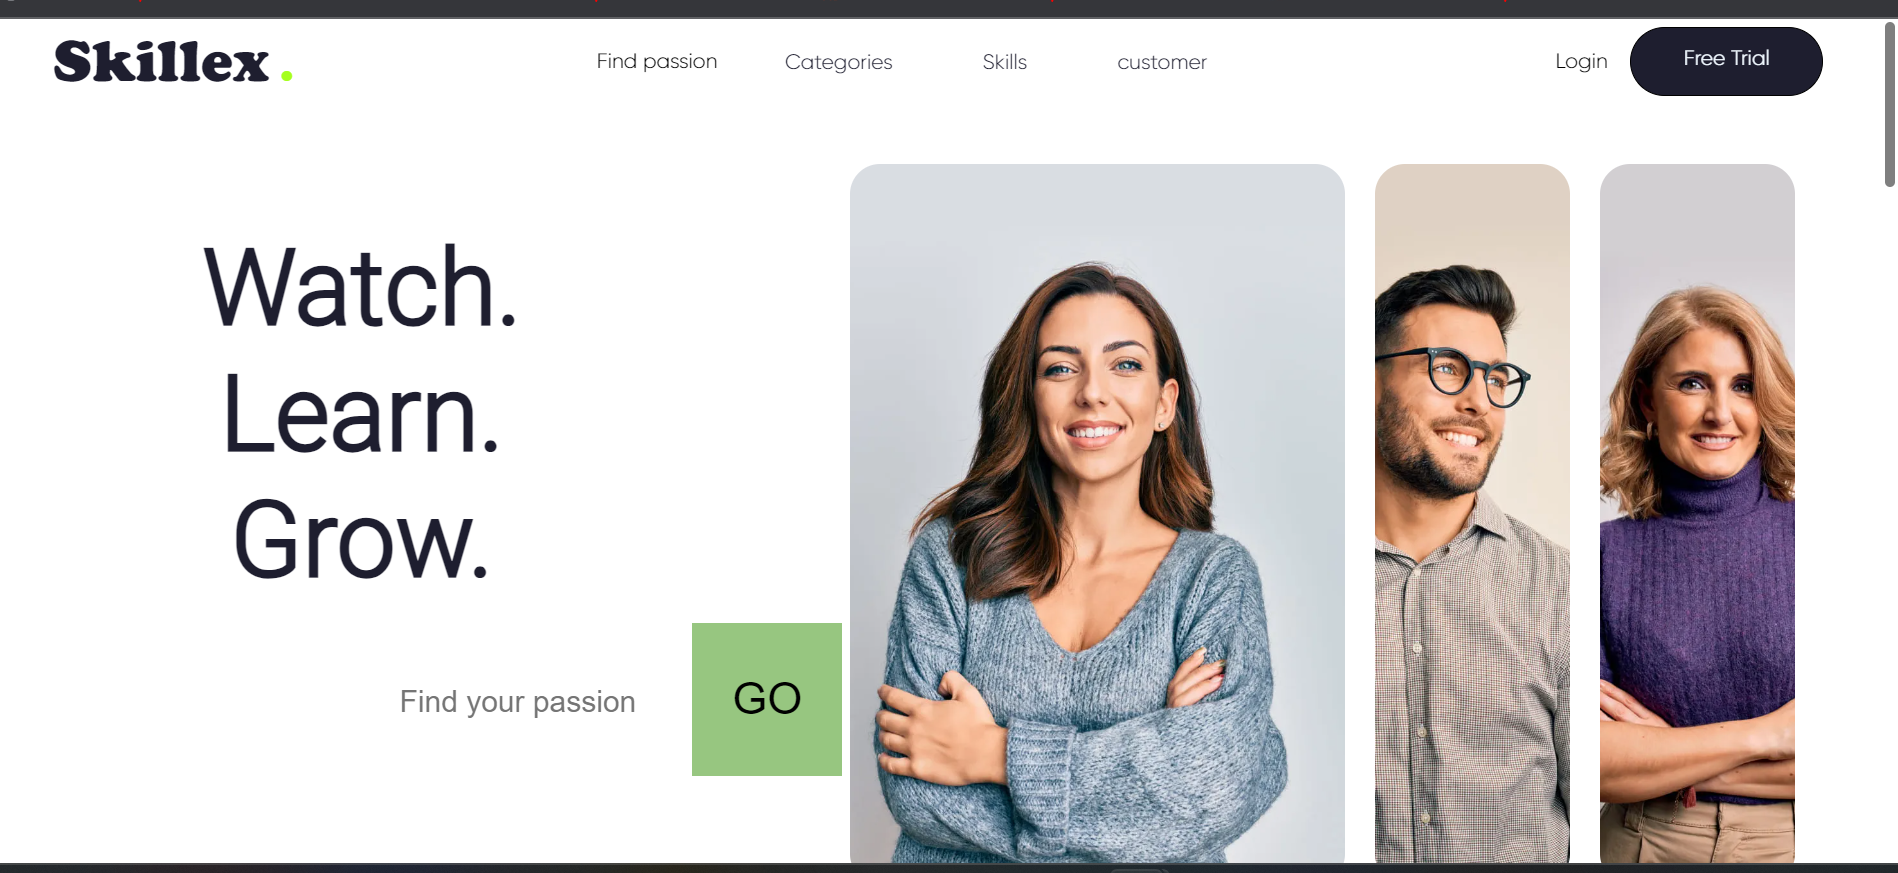 Skillex .
Find passion
Categories
Skills
customer
Login
Free Trial
Watch.
Learn.
Grow.
Find your passion
GO